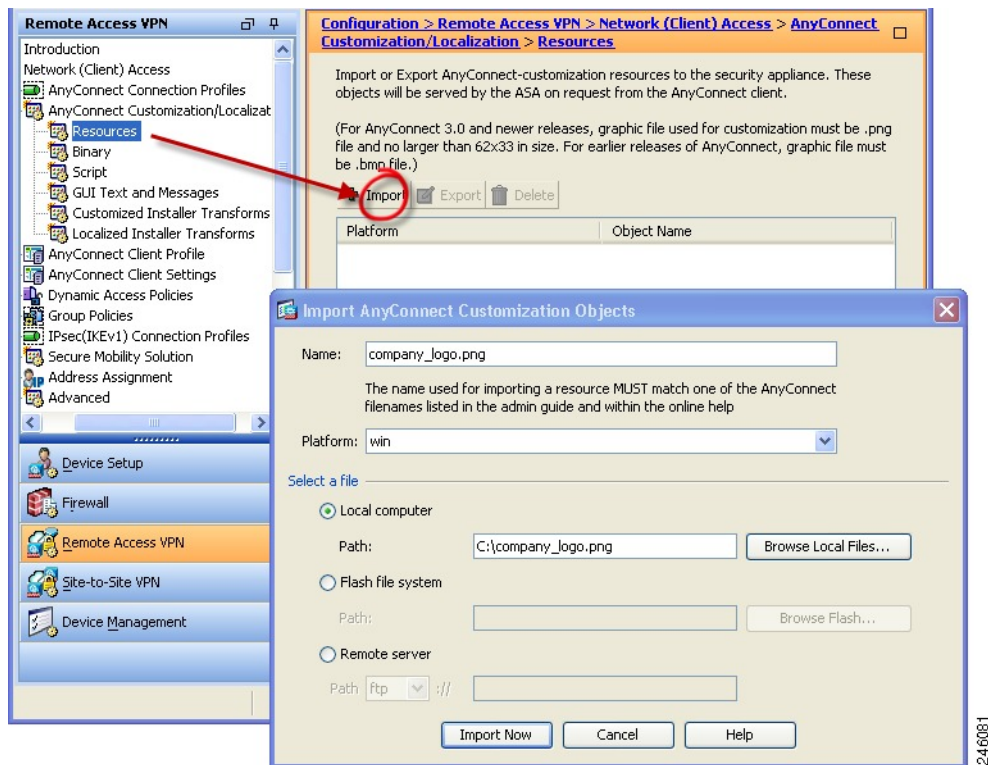 Remote Access VPN
Introduction
Network (Client) Access
AnyConnect Connection Profiles
AnyConnect Customization/Localizat
Resources
Binary
Script
GUI Text and Messages
Customized Installer Transforms
Localized Installer Transforms
AnyConnect Client Profile
AnyConnect Client Settings
Dynamic Access Policies
Group Policies
IPsec(IKEv1) Connection Profiles
Secure Mobility Solution
Address Assignment
Advanced
Device Setup
Firewall
Remote Access VPN
Site-to-Site VPN
Device Management
Configuration > Remote Access VPN > Network (Client) Access > AnyConnect
Customization/Localization > Resources
Import or Export AnyConnect-customization resources to the security appliance. These
objects will be served by the ASA on request from the AnyConnect client.
(For AnyConnect 3.0 and newer releases, graphic file used for customization must be .png
file and no larger than 62x33 in size. For earlier releases of AnyConnect, graphic file must
be .bmp file.)
Import Export Delete
Platform Object Name
Import AnyConnect Customization Objects
Name: company_logo.png
The name used for importing a resource MUST match one of the AnyConnect
filenames listed in the admin guide and within the online help
Platform: win
Select a file
Local computer
Path: C:\company_logo.png Browse Local Files...
Flash file system
Path: Browse Flash...
Remote server
Path ftp ://
Import Now Cancel Help
246081